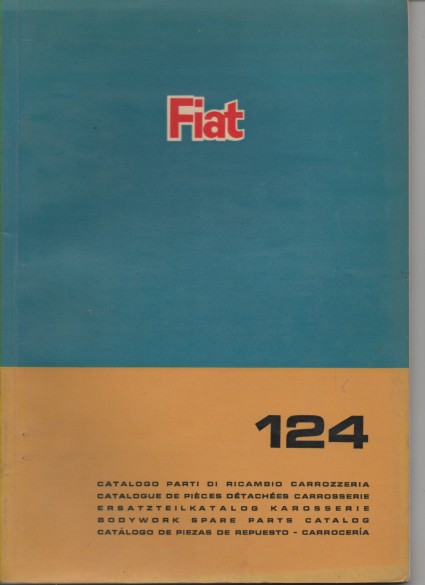 Fiat
124
CATALOGO PARTI DI RICAMBIO CARROZZERIA
CATALOGUE DE PIÈCES DÉTACHÉES CARROSSERIE
ERSATZTEILKATALOG KAROSSERIE
BODYWORK SPARE PARTS CATALOG
CATÁLOGO DE PIEZAS DE REPUESTO - CARROCERÍA